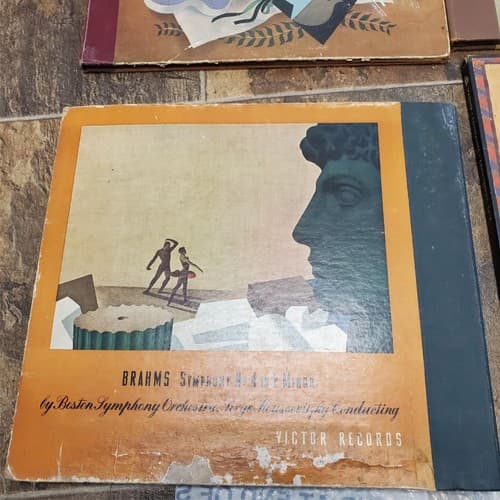 BRAHMS SYMPHONY No 4 IN E MINOR
by Boston Symphony Orchestra, Serge Koussevitzky Conducting
VICTOR RECORDS